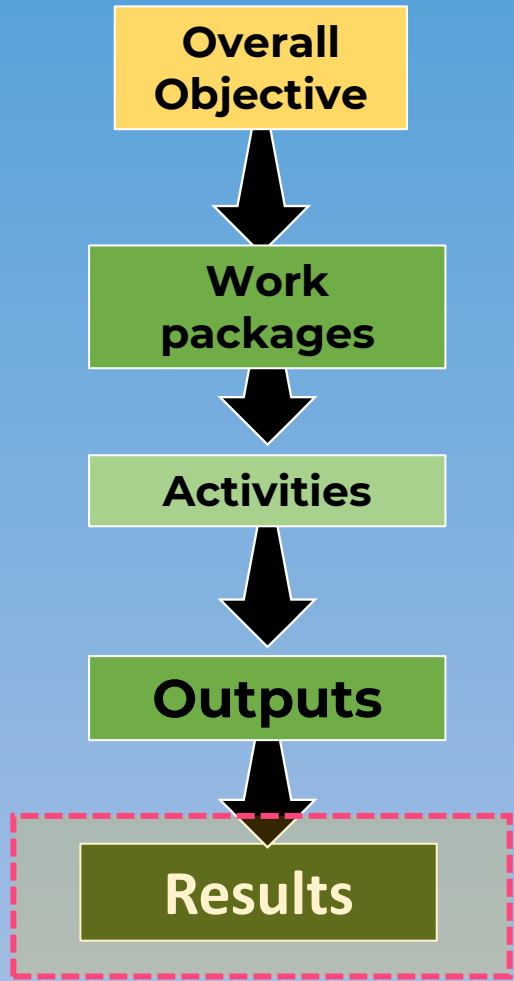 Overall
Objective
Work
packages
Activities
Outputs
Results